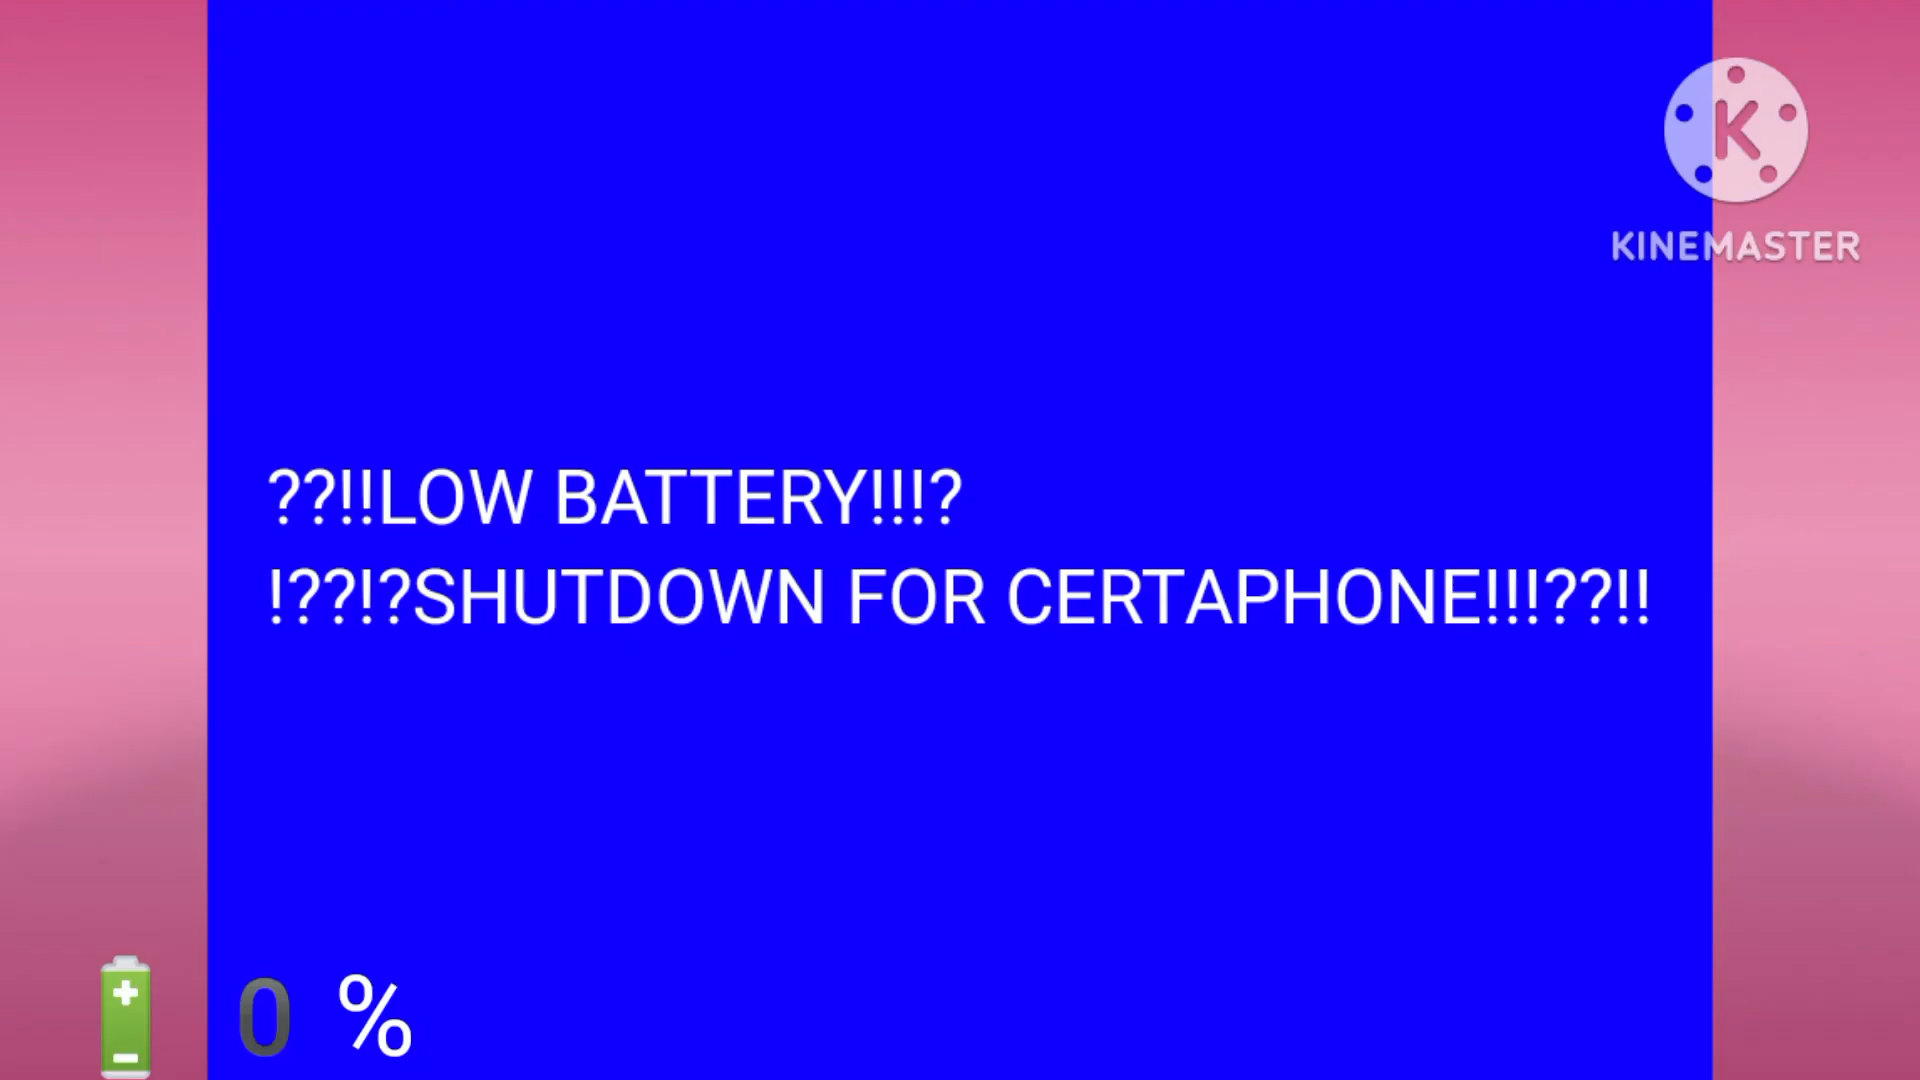 K
KINEMASTER
??!!LOW BATTERY!!!?
!??!?SHUTDOWN FOR CERTAPHONE!!!??!!
0 %